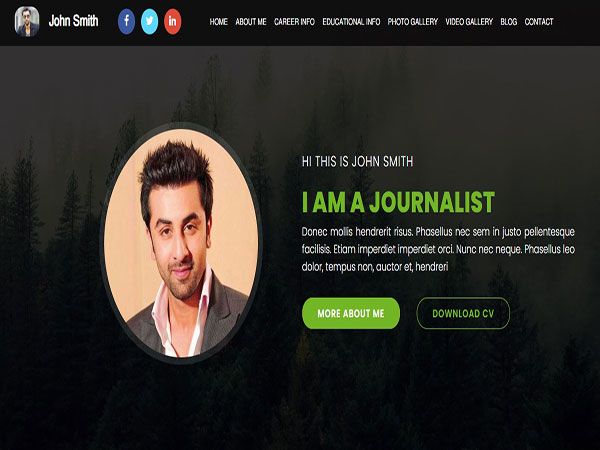 John Smith
HOME ABOUT ME CAREER INFO EDUCATIONAL INFO PHOTO GALLERY VIDEO GALLERY BLOG CONTACT
HI THIS IS JOHN SMITH
I AM A JOURNALIST
Donec mollis hendrerit risus. Phasellus nec sem in justo pellentesque
facilisis. Etiam imperdiet imperdiet orci. Nunc nec neque. Phasellus leo
dolor, tempus non, auctor et, hendreri
MORE ABOUT ME DOWNLOAD CV